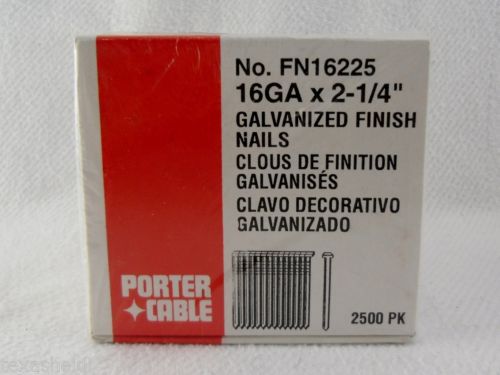 No. FN16225
16GA x 2-1/4"
GALVANIZED FINISH
NAILS
CLOUS DE FINITION
GALVANISÉS
CLAVO DECORATIVO
GALVANIZADO
PORTER
CABLE
2500 PK